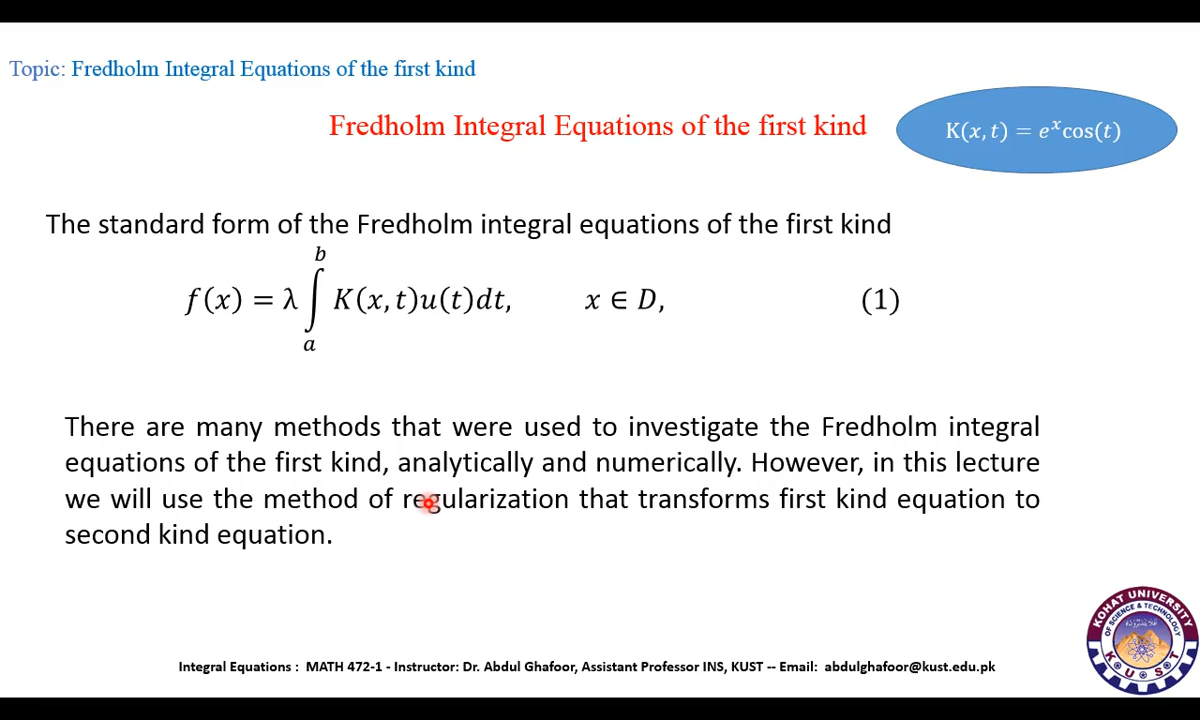 Topic: Fredholm Integral Equations of the first kind
Fredholm Integral Equations of the first kind
K(x, t) = e^x cos(t)
The standard form of the Fredholm integral equations of the first kind
f(x) = λ ∫_a^b K(x, t)u(t)dt, x ∈ D, (1)
There are many methods that were used to investigate the Fredholm integral
equations of the first kind, analytically and numerically. However, in this lecture
we will use the method of regularization that transforms first kind equation to
second kind equation.
KOHAT UNIVERSITY
OF SCIENCE & TECHNOLOGY
K U S T
Integral Equations : MATH 472-1 - Instructor: Dr. Abdul Ghafoor, Assistant Professor INS, KUST -- Email: abdulghafoor@kust.edu.pk